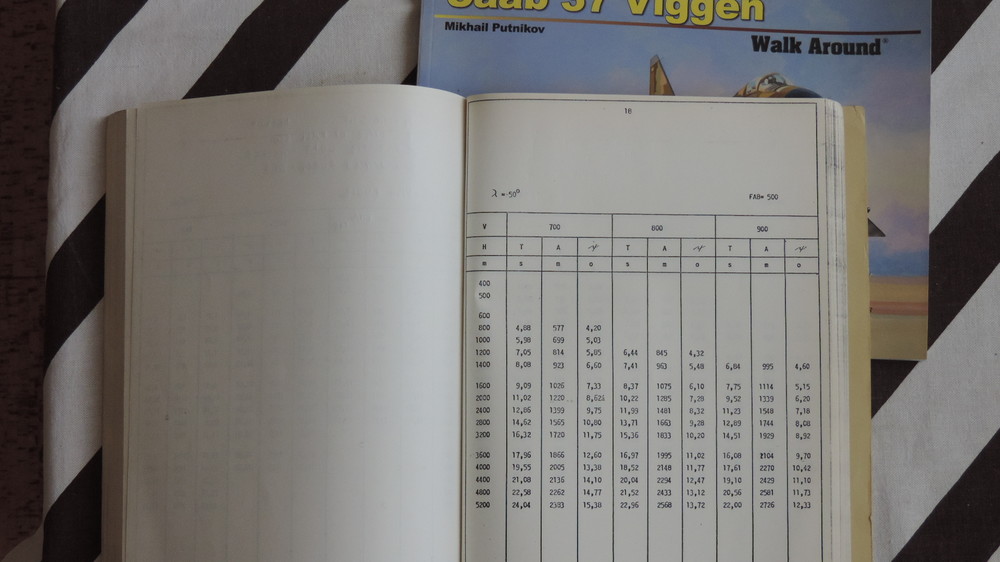 Saab 37 Viggen
Mikhail Putnikov
Walk Around
18
λ = 50°
FAB= 500
V 700 800 900
H T A γ T A γ T A γ
m s m o s m o s m o
400
500
600
800 4,88 577 4,20
1000 5,98 699 5,03
1200 7,05 814 5,85 6,44 845 4,32
1400 8,08 923 6,60 7,41 963 5,48 6,84 995 4,60
1600 9,09 1026 7,33 8,37 1075 6,10 7,75 1114 5,15
2000 11,02 1220 10,22 1285 7,28 9,52 1339 6,20
2400 12,86 1399 9,75 11,99 1481 8,32 11,23 1548 7,18
2800 14,62 1565 10,80 13,71 1663 9,28 12,89 1744 8,08
3200 16,32 1720 11,75 15,36 1833 10,20 14,51 1929 8,92
3600 17,96 1866 12,60 16,97 1995 11,02 16,08 2104 9,70
4000 19,55 2005 13,38 18,52 2148 11,77 17,61 2270 10,42
4400 21,08 2136 14,10 20,04 2294 12,47 19,10 2429 11,10
4800 22,58 2262 14,77 21,52 2433 13,12 20,56 2581 11,73
5200 24,04 2383 15,38 22,96 2568 13,72 22,00 2726 12,33